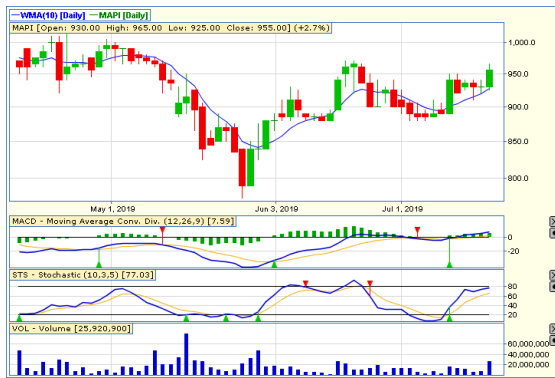 WMA(10) [Daily] MAPI [Daily]
MAPI [Open: 930.00 High: 965.00 Low: 925.00 Close: 955.00] (+2.7%)
1,000.0
950.0
900.0
850.0
800.0
May 1, 2019 Jun 3, 2019 Jul 1, 2019
MACD - Moving Average Conv. Div. (12,26,9) [7.59]
0
-20
STS - Stochastic (10,3,5) [77.03]
80
60
40
20
VOL - Volume [25,920,900]
60,000,000
40,000,000
20,000,000